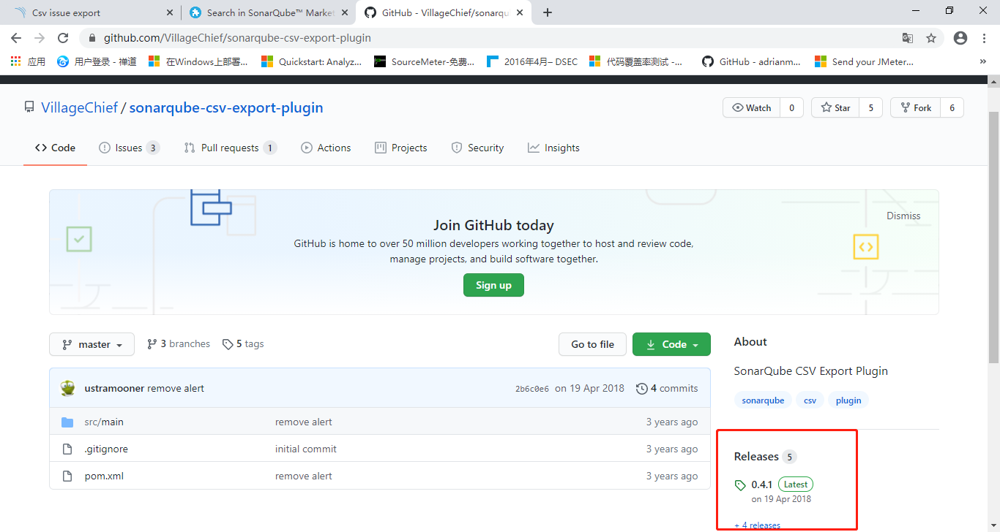 Csv issue export
Search in SonarQube™ Market
GitHub - VillageChief/sonarqu
github.com/VillageChief/sonarqube-csv-export-plugin
应用
用户登录 - 禅道
在Windows上部署...
Quickstart: Analyz...
SourceMeter-免费...
2016年4月– DSEC
代码覆盖率测试 -...
GitHub - adrianm...
Send your JMeter...
»
VillageChief / sonarqube-csv-export-plugin
Watch 0
Star 5
Fork 6
Code
Issues 3
Pull requests 1
Actions
Projects
Security
Insights
Join GitHub today
Dismiss
GitHub is home to over 50 million developers working together to host and review code,
manage projects, and build software together.
Sign up
master
3 branches
5 tags
Go to file
Code
ustramooner remove alert
2b6c0e6 on 19 Apr 2018
4 commits
src/main remove alert 3 years ago
.gitignore initial commit 3 years ago
pom.xml remove alert 3 years ago
About
SonarQube CSV Export Plugin
sonarqube csv plugin
Releases 5
0.4.1 Latest
on 19 Apr 2018
+ 4 releases